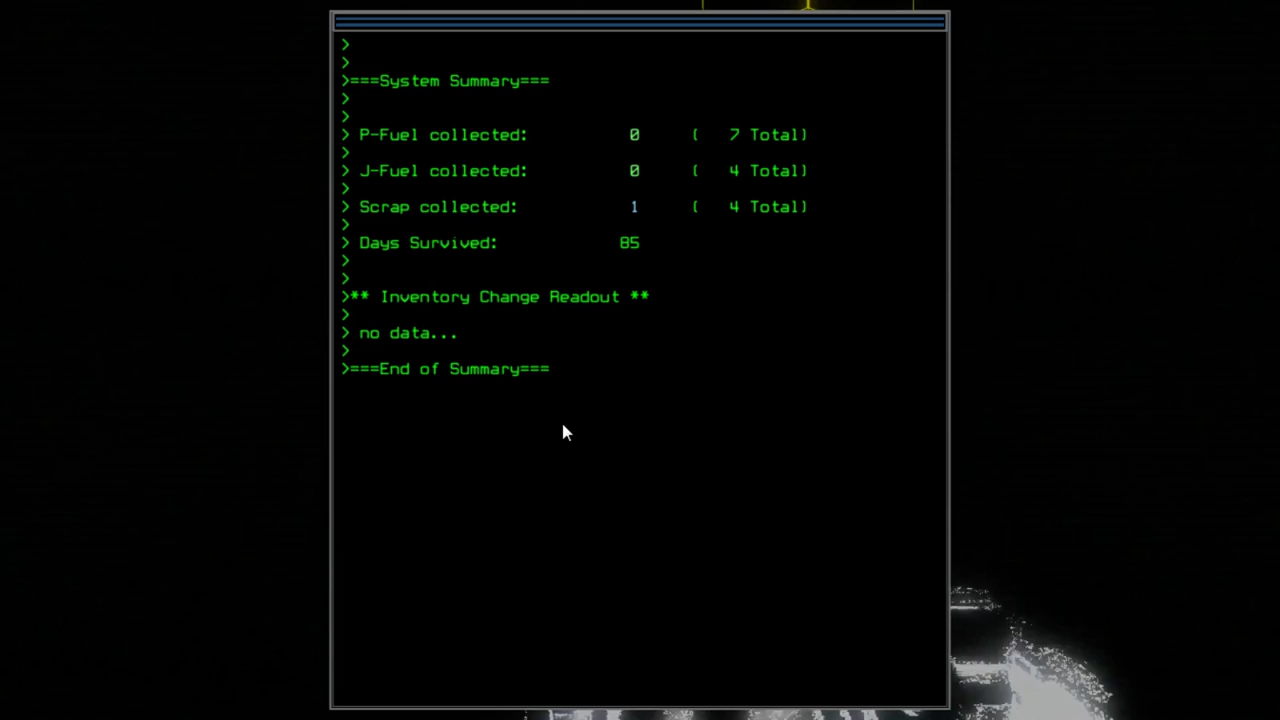 >
>
>===System Summary===
>
>
> P-Fuel collected: 0 ( 7 Total)
>
> J-Fuel collected: 0 ( 4 Total)
>
> Scrap collected: 1 ( 4 Total)
>
> Days Survived: 85
>
>
>** Inventory Change Readout **
>
> no data...
>
>===End of Summary===